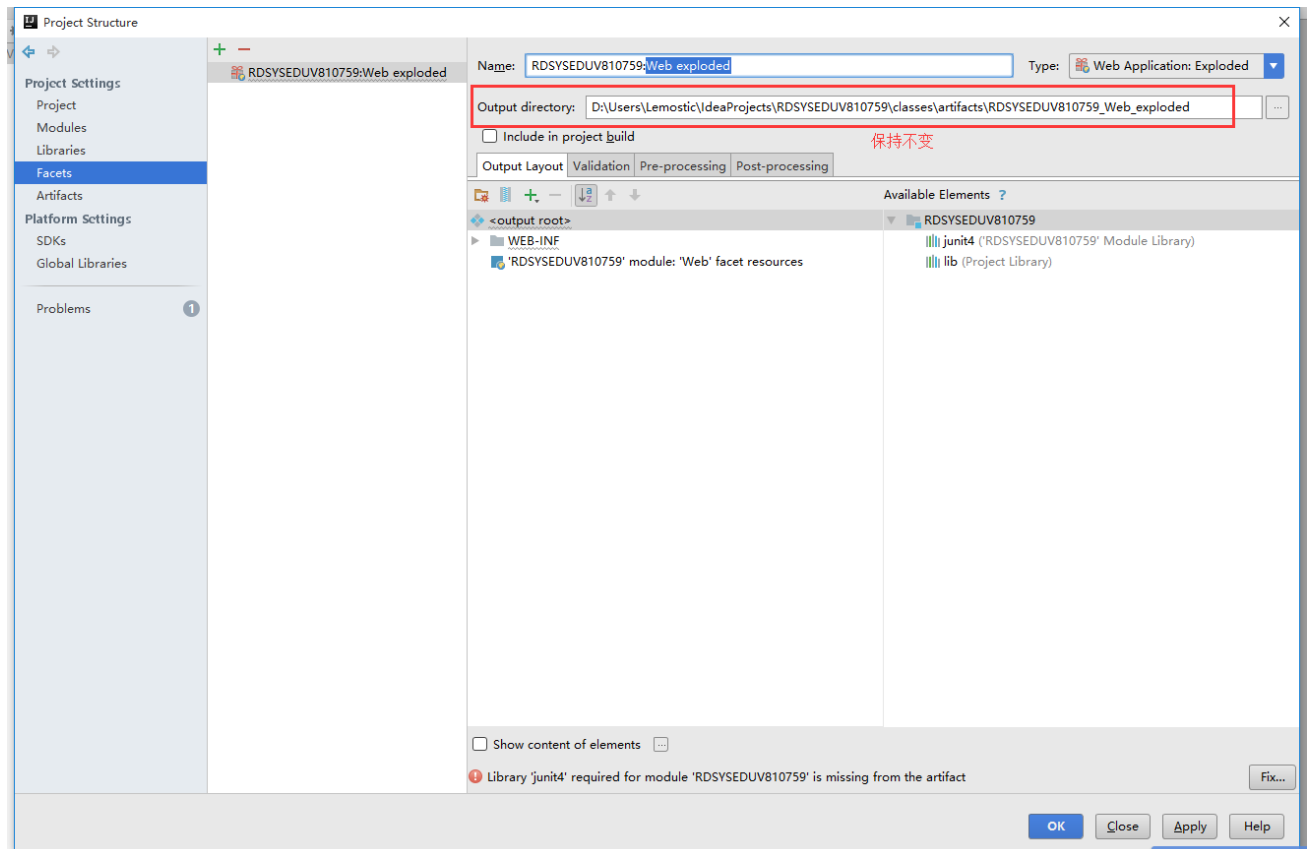 Project Structure
Project Settings
Project
Modules
Libraries
Facets
Artifacts
Platform Settings
SDKs
Global Libraries
Problems 1
RDSYSEDUV810759:Web exploded
Name: RDSYSEDUV810759:Web exploded Type: Web Application: Exploded
Output directory: D:\Users\Lemostic\IdeaProjects\RDSYSEDUV810759\classes\artifacts\RDSYSEDUV810759_Web_exploded ...
Include in project build
保持不变
Output Layout Validation Pre-processing Post-processing
Available Elements ?
<output root>
WEB-INF
'RDSYSEDUV810759' module: 'Web' facet resources
RDSYSEDUV810759
junit4 ('RDSYSEDUV810759' Module Library)
lib (Project Library)
Show content of elements ...
Library 'junit4' required for module 'RDSYSEDUV810759' is missing from the artifact Fix...
OK Close Apply Help